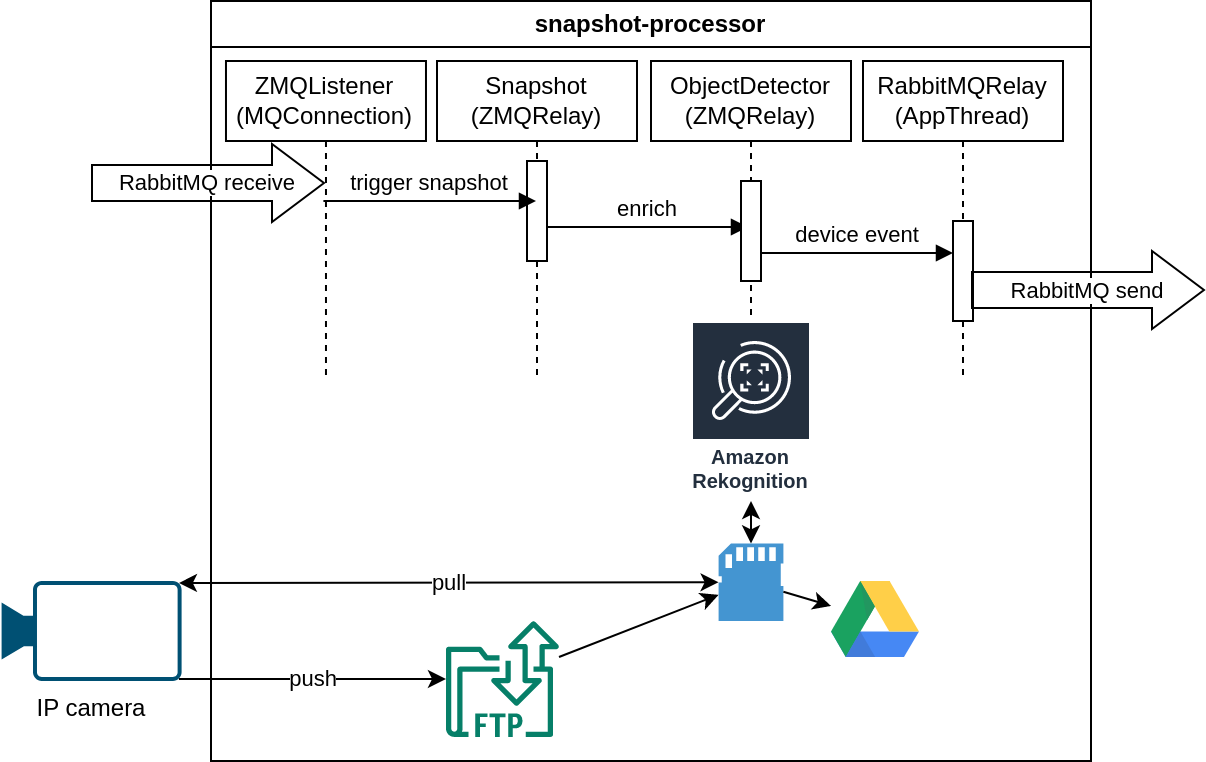 snapshot-processor
ZMQListener
(MQConnection)
Snapshot
(ZMQRelay)
ObjectDetector
(ZMQRelay)
RabbitMQRelay
(AppThread)
RabbitMQ receive
trigger snapshot
enrich
device event
RabbitMQ send
Amazon
Rekognition
pull
push
IP camera
FTP